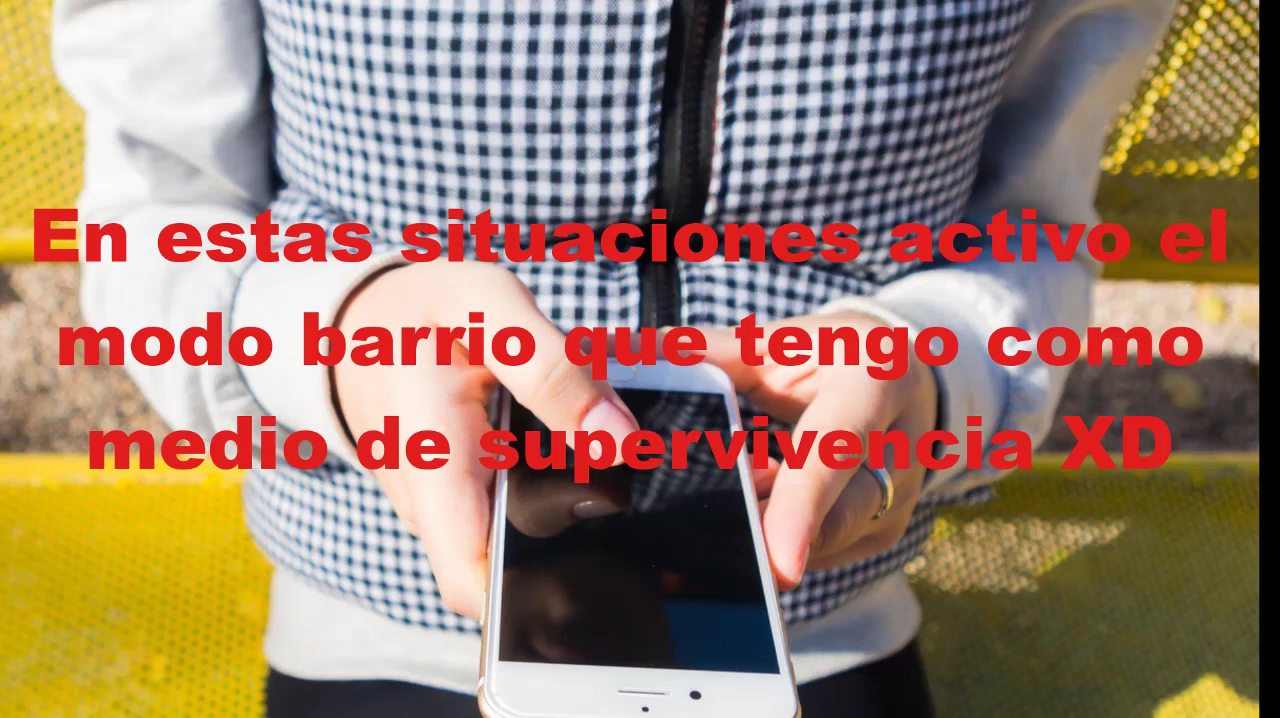 En estas situaciones activo el
modo barrio que tengo como
medio de supervivencia XD